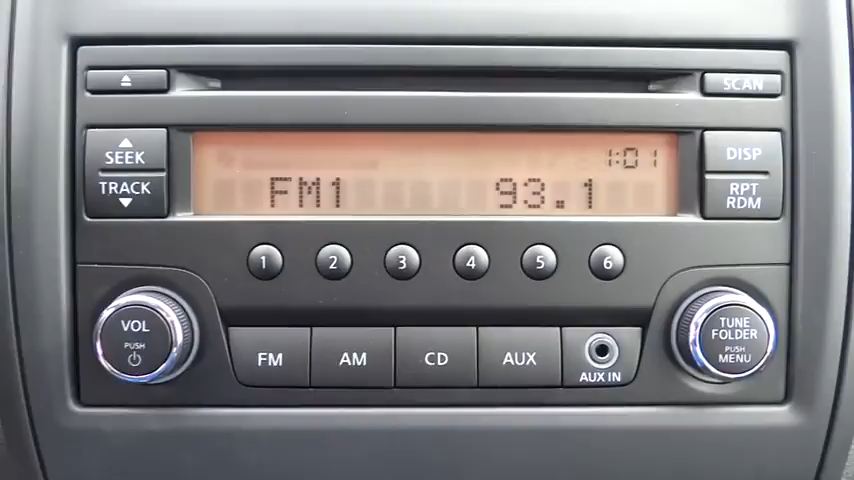 SCAN
SEEK
TRACK
1:01
FM1 93.1
DISP
RPT
RDM
1 2 3 4 5 6
VOL
PUSH
FM AM CD AUX
AUX IN
TUNE
FOLDER
PUSH
MENU